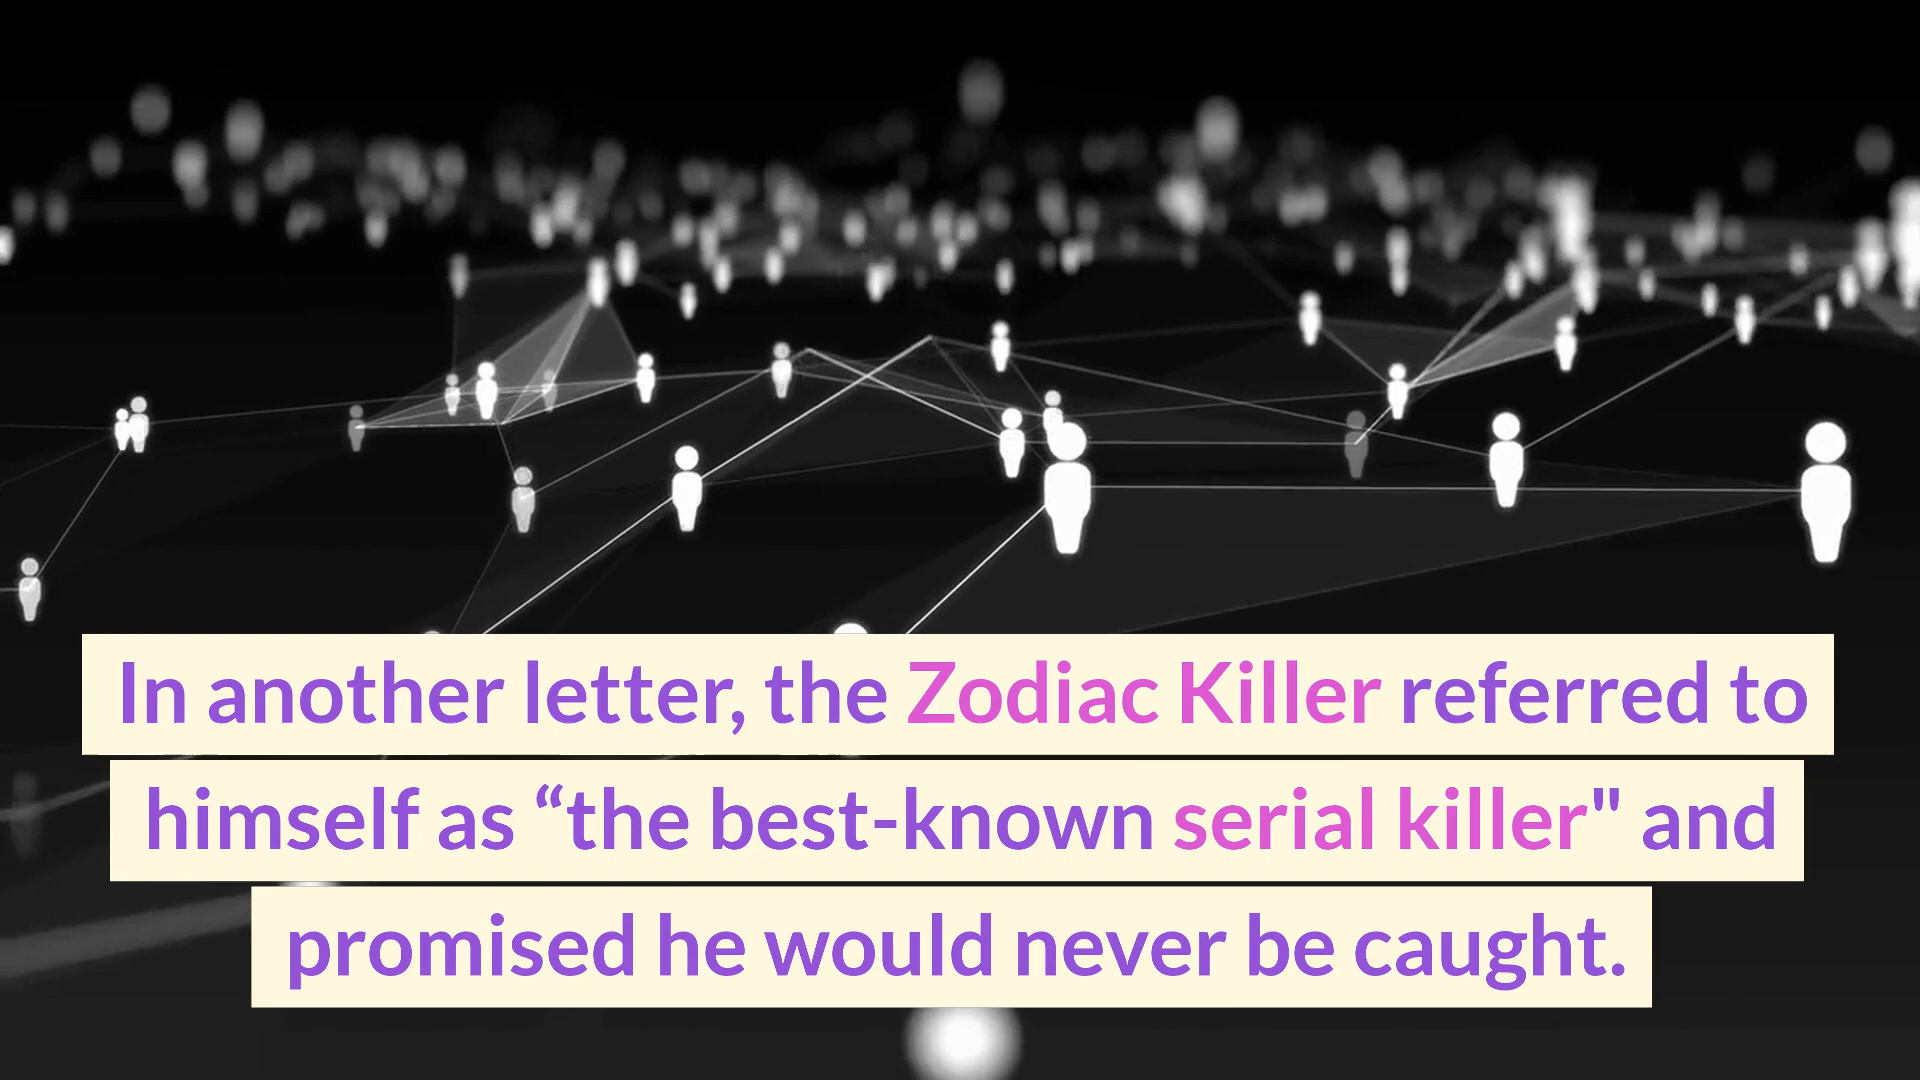 In another letter, the Zodiac Killer referred to
himself as “the best-known serial killer" and
promised he would never be caught.